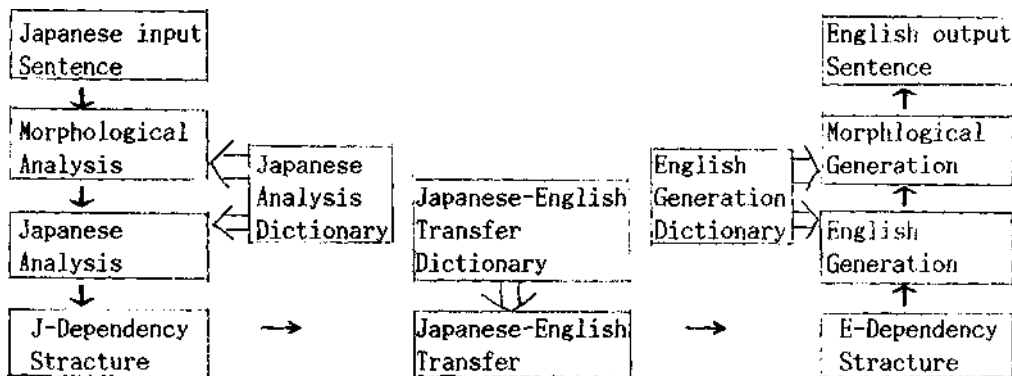 Japanese input
Sentence
Morphological
Analysis
Japanese
Analysis
J-Dependency
Stracture
Japanese
Analysis
Dictionary
Japanese-English
Transfer
Dictionary
Japanese-English
Transfer
English
Generation
Dictionary
English output
Sentence
Morphlogical
Generation
English
Generation
E-Dependency
Stracture